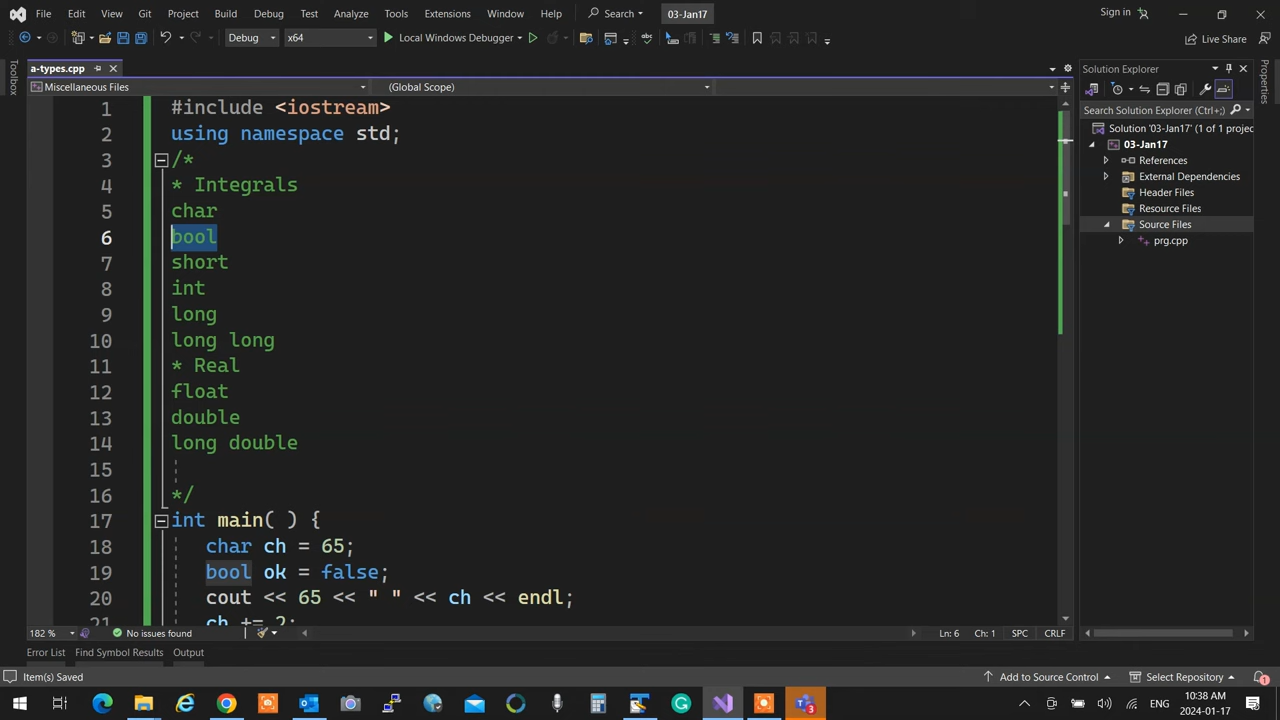 File Edit View Git Project Build Debug Test Analyze Tools Extensions Window Help Search 03-Jan17 Sign in
Debug x64 Local Windows Debugger Live Share
a-types.cpp
Miscellaneous Files (Global Scope)
1 #include <iostream>
2 using namespace std;
3 /*
4 * Integrals
5 char
6 bool
7 short
8 int
9 long
10 long long
11 * Real
12 float
13 double
14 long double
15
16 */
17 int main( ) {
18 char ch = 65;
19 bool ok = false;
20 cout << 65 << " " << ch << endl;
21 ch += 2;
182 % No issues found Ln: 6 Ch: 1 SPC CRLF
Error List Find Symbol Results Output
Item(s) Saved Add to Source Control Select Repository 1
Toolbox
Solution Explorer
Search Solution Explorer (Ctrl+;)
Solution '03-Jan17' (1 of 1 projec
03-Jan17
References
External Dependencies
Header Files
Resource Files
Source Files
prg.cpp
Properties
3
ENG 10:38 AM
2024-01-17